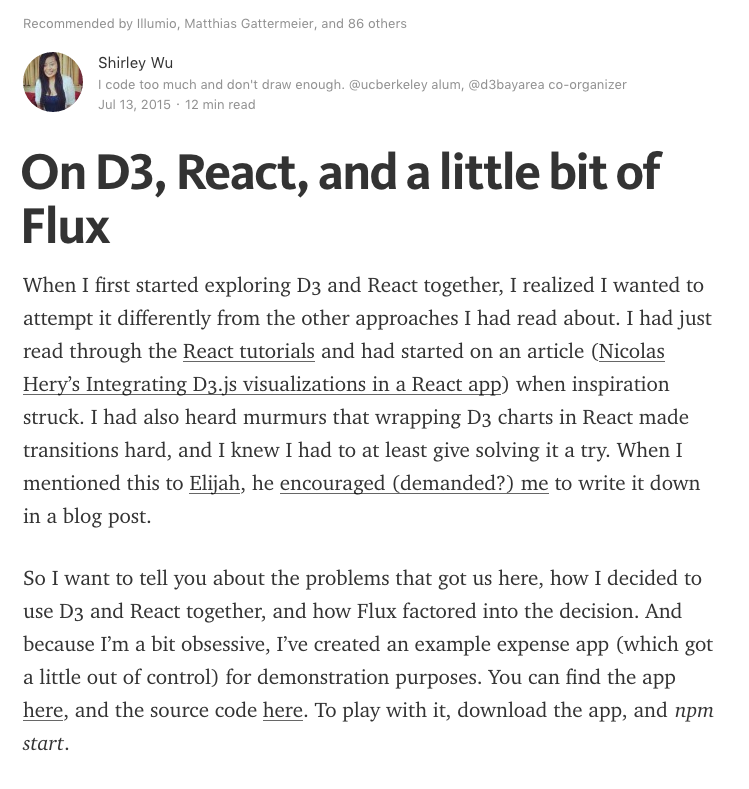 Recommended by Illumio, Matthias Gattermeier, and 86 others
Shirley Wu
I code too much and don't draw enough. @ucberkeley alum, @d3bayarea co-organizer
Jul 13, 2015 · 12 min read
On D3, React, and a little bit of
Flux
When I first started exploring D3 and React together, I realized I wanted to
attempt it differently from the other approaches I had read about. I had just
read through the React tutorials and had started on an article (Nicolas
Hery’s Integrating D3.js visualizations in a React app) when inspiration
struck. I had also heard murmurs that wrapping D3 charts in React made
transitions hard, and I knew I had to at least give solving it a try. When I
mentioned this to Elijah, he encouraged (demanded?) me to write it down
in a blog post.
So I want to tell you about the problems that got us here, how I decided to
use D3 and React together, and how Flux factored into the decision. And
because I’m a bit obsessive, I’ve created an example expense app (which got
a little out of control) for demonstration purposes. You can find the app
here, and the source code here. To play with it, download the app, and npm
start.